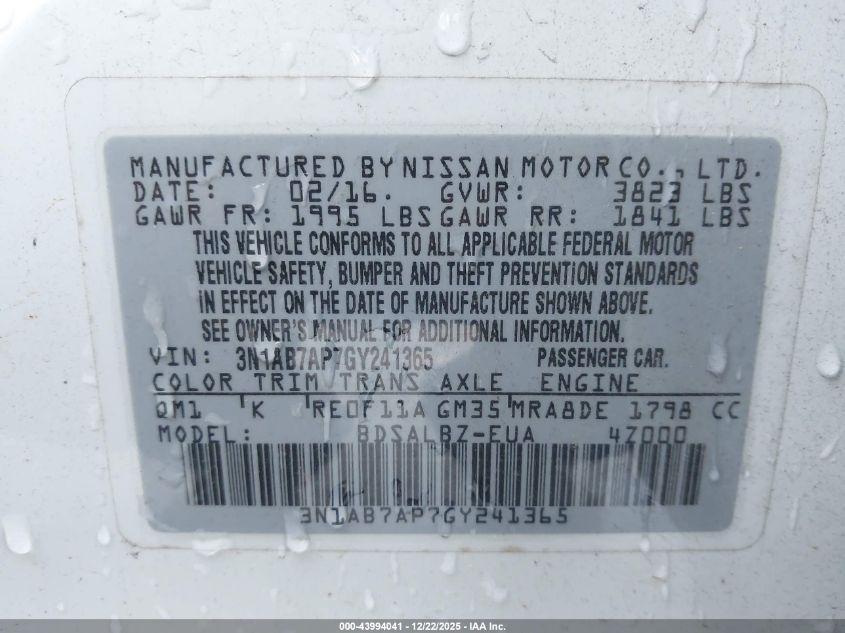 MANUFACTURED BY NISSAN MOTOR CO., LTD.
DATE: 02/16. GVWR: 3823 LBS
GAWR FR: 1995 LBS GAWR RR: 1841 LBS
THIS VEHICLE CONFORMS TO ALL APPLICABLE FEDERAL MOTOR
VEHICLE SAFETY, BUMPER AND THEFT PREVENTION STANDARDS
IN EFFECT ON THE DATE OF MANUFACTURE SHOWN ABOVE.
SEE OWNER'S MANUAL FOR ADDITIONAL INFORMATION.
VIN: 3N1AB7AP7GY241365 PASSENGER CAR.
COLOR TRIM TRANS AXLE ENGINE
QM1 K RE0F11A GM35 MRA8DE 1798 CC
MODEL: BDSALBZ-EUA 4Z000
3N1AB7AP7GY241365
000-43994041 - 12/22/2025 - IAA Inc.